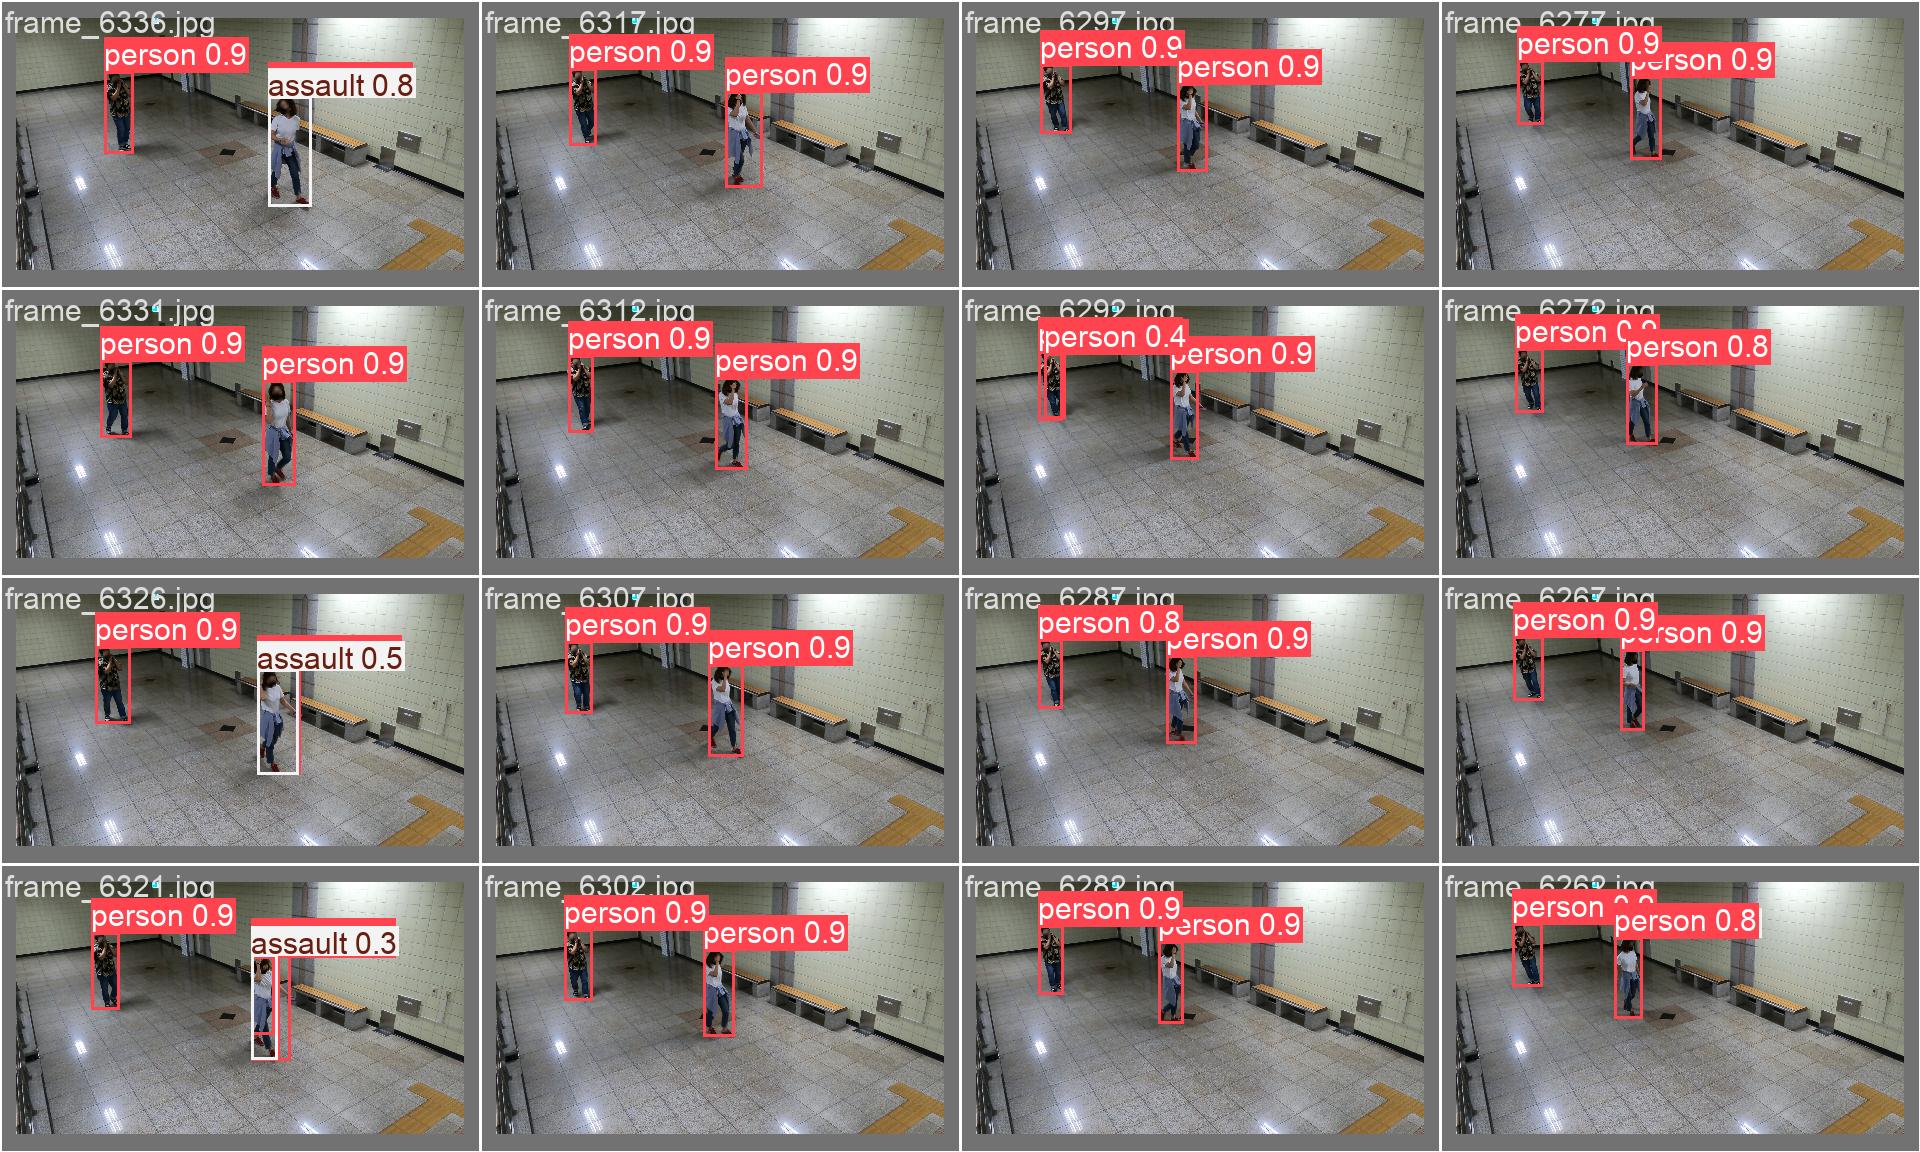 frame_6336.jpg
person 0.9
assault 0.8
frame_6317.jpg
person 0.9
person 0.9
frame_6297.jpg
person 0.9
person 0.9
frame_6277.jpg
person 0.9
person 0.9
frame_6331.jpg
person 0.9
person 0.9
frame_6312.jpg
person 0.9
person 0.9
frame_6292.jpg
person 0.4
person 0.9
frame_6272.jpg
person 0.9
person 0.8
frame_6326.jpg
person 0.9
assault 0.5
frame_6307.jpg
person 0.9
person 0.9
frame_6287.jpg
person 0.8
person 0.9
frame_6267.jpg
person 0.9
person 0.9
frame_6321.jpg
person 0.9
assault 0.3
frame_6302.jpg
person 0.9
person 0.9
frame_6282.jpg
person 0.9
person 0.9
frame_6262.jpg
person
person 0.8